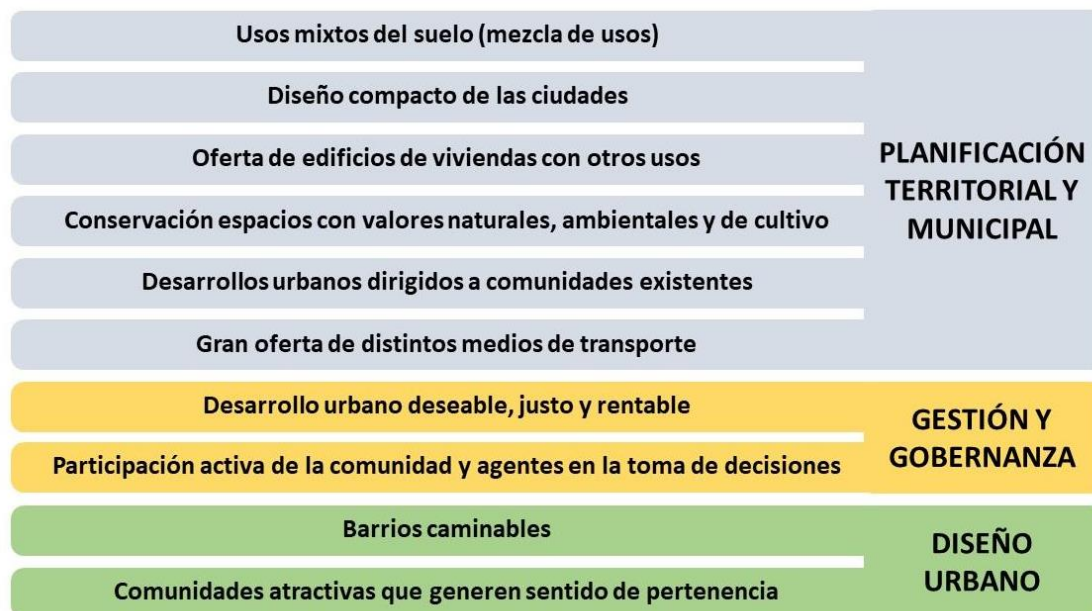 Usos mixtos del suelo (mezcla de usos)
Diseño compacto de las ciudades
Oferta de edificios de viviendas con otros usos
Conservación espacios con valores naturales, ambientales y de cultivo
Desarrollos urbanos dirigidos a comunidades existentes
Gran oferta de distintos medios de transporte
PLANIFICACIÓN
TERRITORIAL Y
MUNICIPAL
Desarrollo urbano deseable, justo y rentable
Participación activa de la comunidad y agentes en la toma de decisiones
GESTIÓN Y
GOBERNANZA
Barrios caminables
Comunidades atractivas que generen sentido de pertenencia
DISEÑO
URBANO